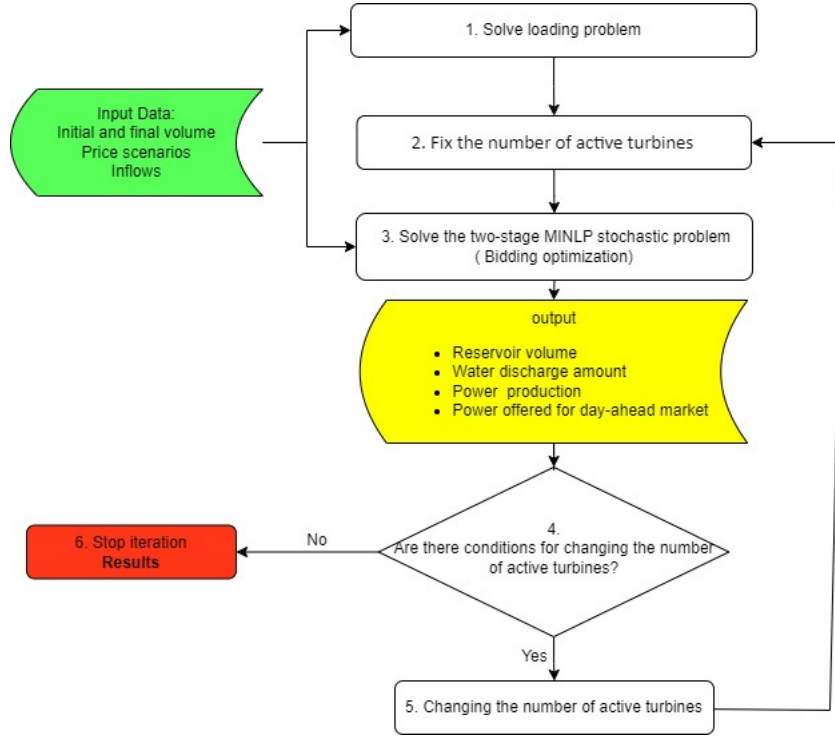 1. Solve loading problem
Input Data:
Initial and final volume
Price scenarios
Inflows
2. Fix the number of active turbines
3. Solve the two-stage MINLP stochastic problem
( Bidding optimization)
output
• Reservoir volume
• Water discharge amount
• Power production
• Power offered for day-ahead market
4.
Are there conditions for changing the number
of active turbines?
No
6. Stop iteration
Results
Yes
5. Changing the number of active turbines